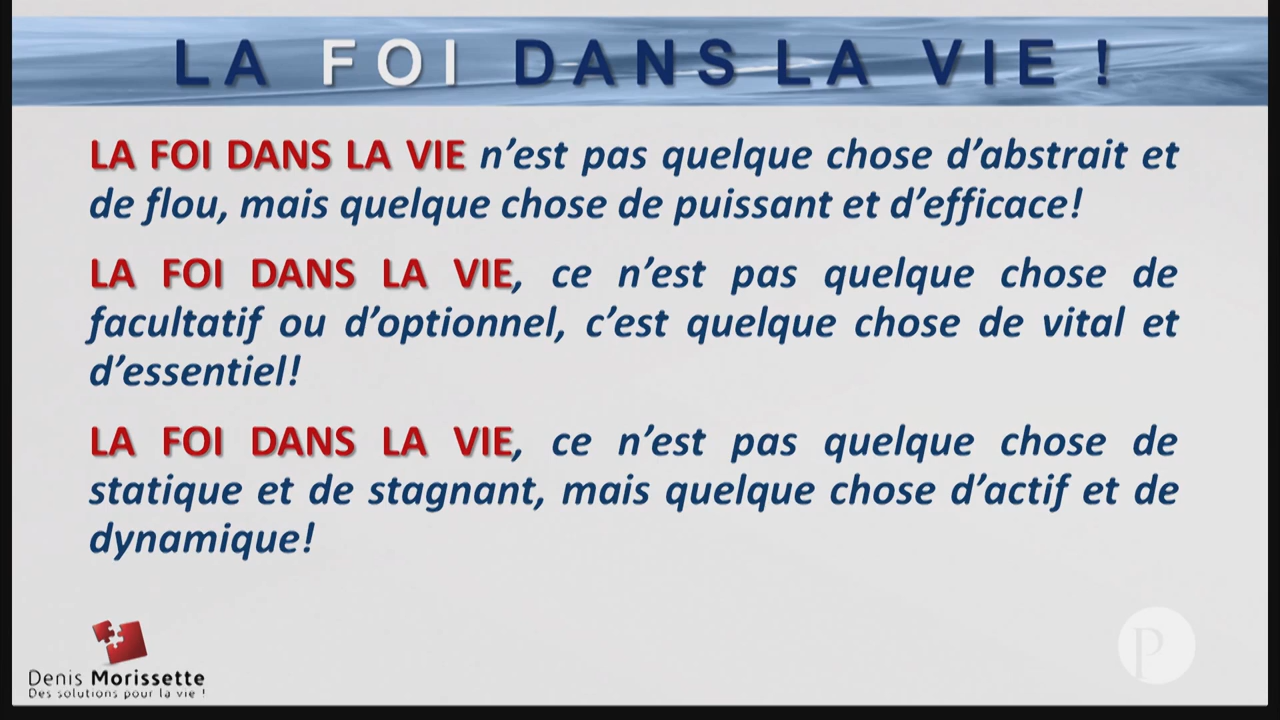 LA FOI DANS LA VIE !
LA FOI DANS LA VIE n’est pas quelque chose d’abstrait et
de flou, mais quelque chose de puissant et d’efficace!
LA FOI DANS LA VIE, ce n’est pas quelque chose de
facultatif ou d’optionnel, c’est quelque chose de vital et
d’essentiel!
LA FOI DANS LA VIE, ce n’est pas quelque chose de
statique et de stagnant, mais quelque chose d’actif et de
dynamique!
Denis Morissette
Des solutions pour la vie !
P